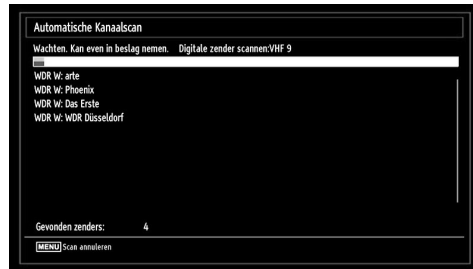 Automatische Kanaalscan
Wachten. Kan even in beslag nemen. Digitale zender scannen:VHF 9
WDR W: arte
WDR W: Phoenix
WDR W: Das Erste
WDR W: WDR Düsseldorf
Gevonden zenders: 4
MENU Scan annuleren